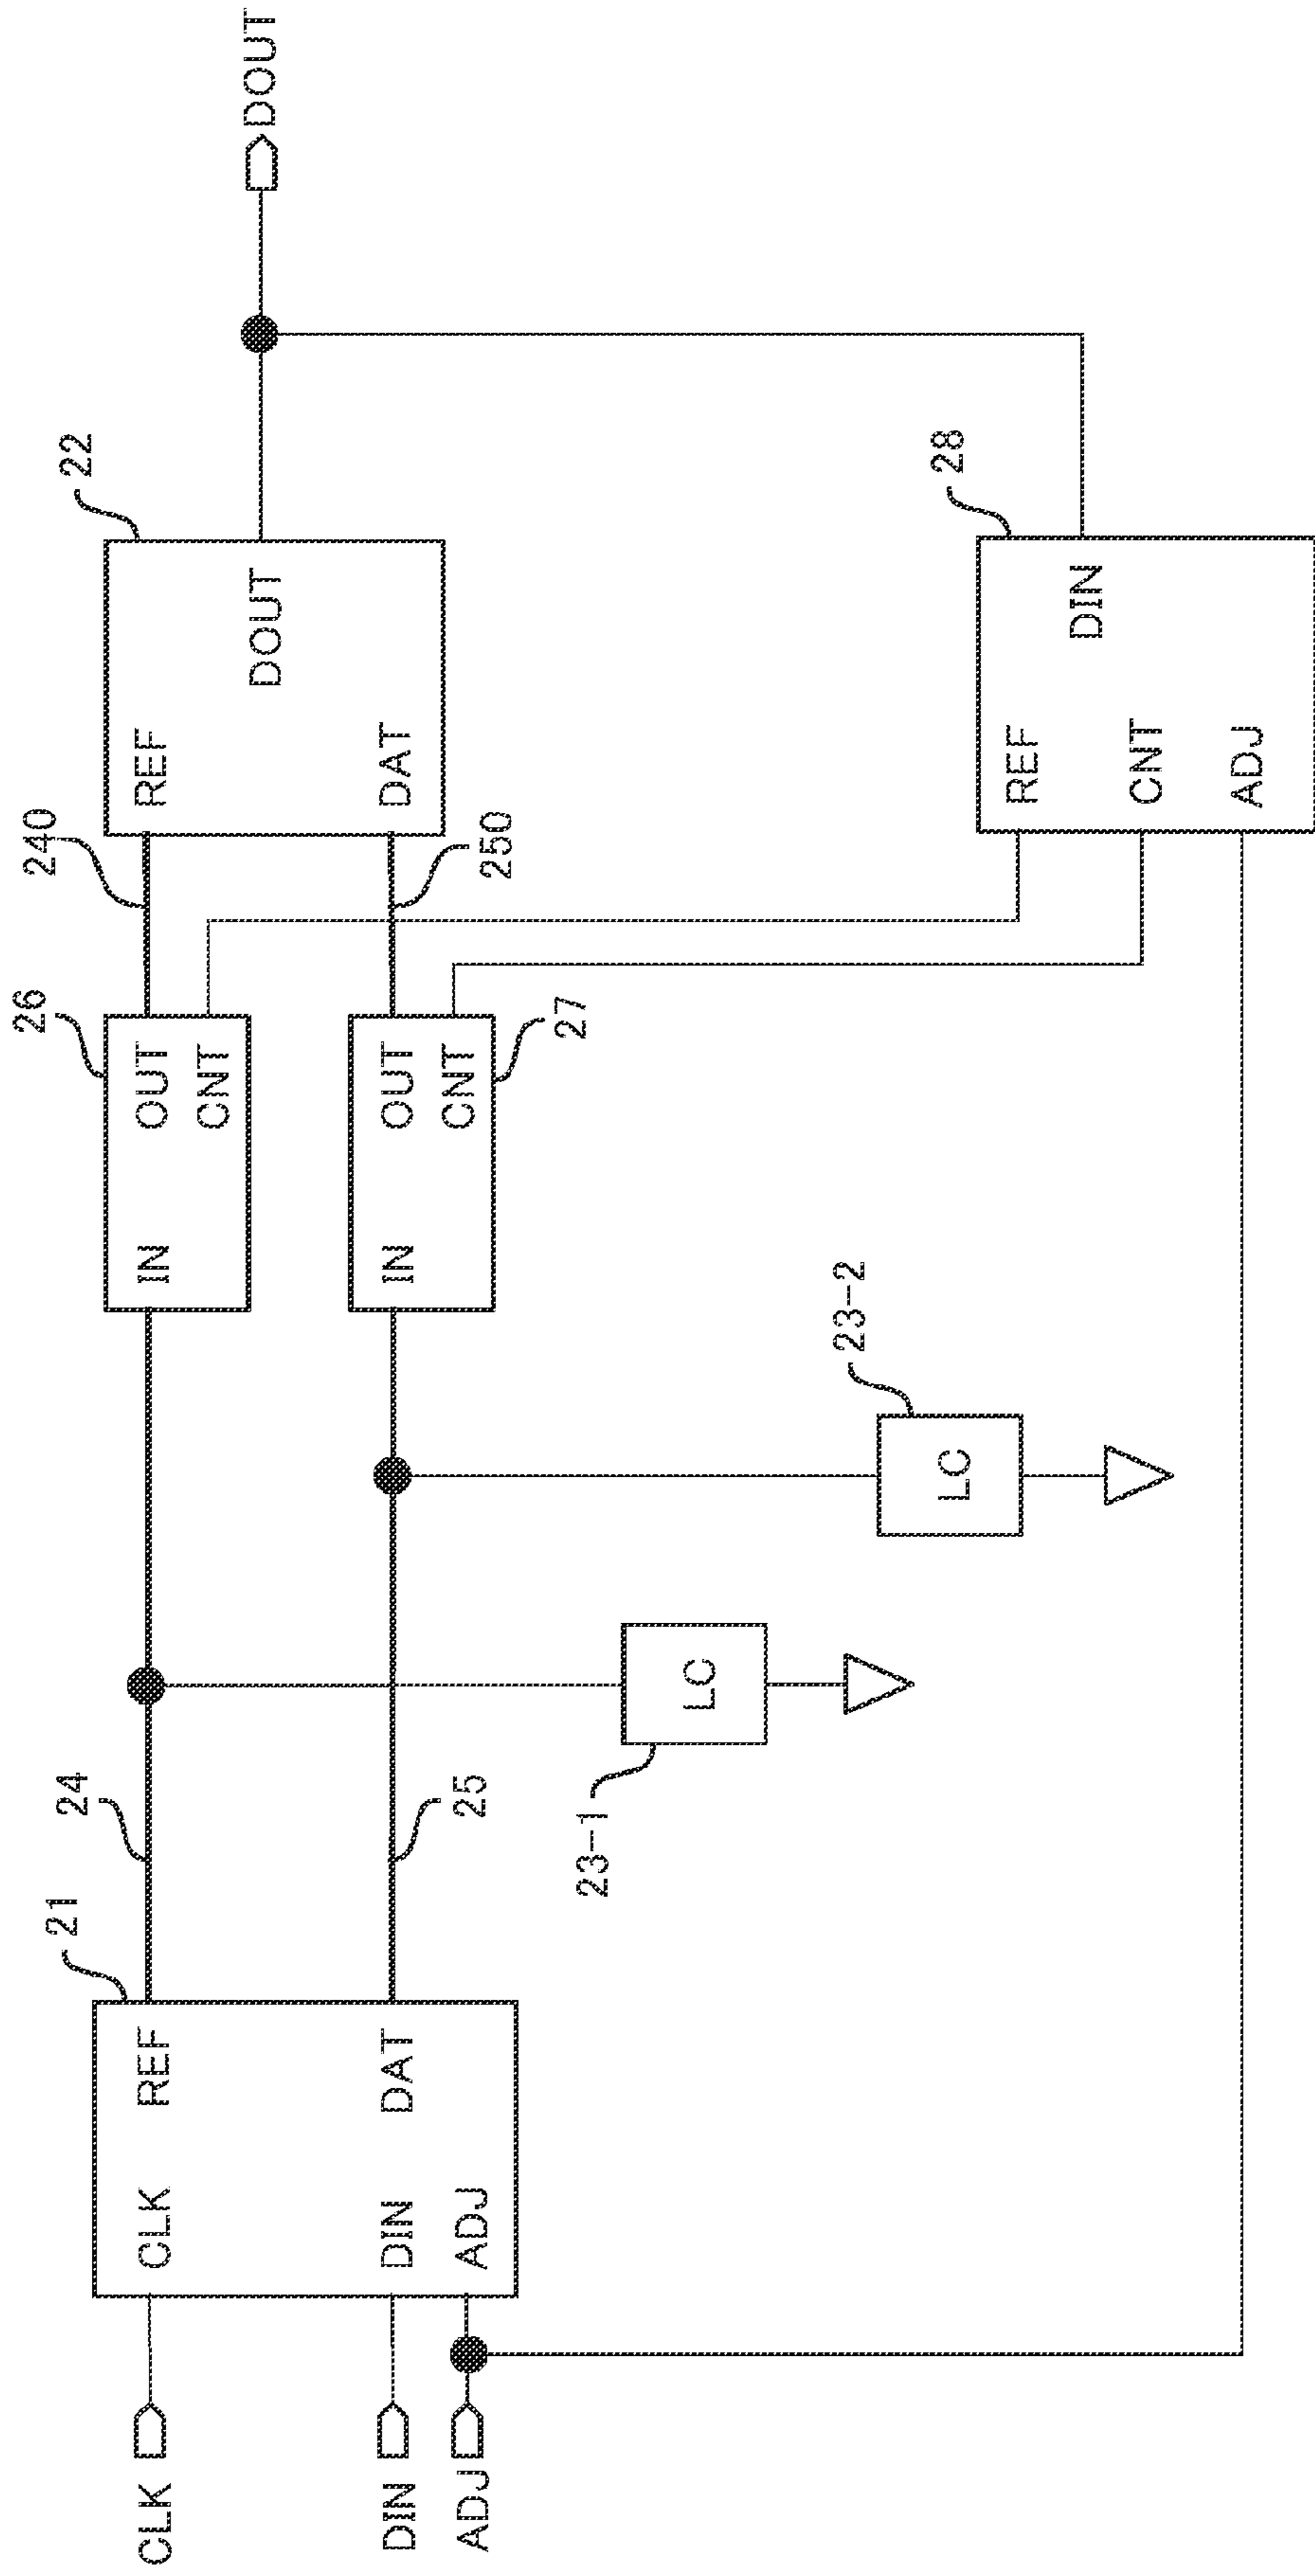 CLK
DIN
ADJ
21
CLK REF
DIN DAT
ADJ
24
25
23-1
LC
23-2
LC
26
IN OUT
CNT
IN OUT
CNT
27
240
250
22
REF
DOUT
DAT
28
REF
DIN
CNT
ADJ
DOUT